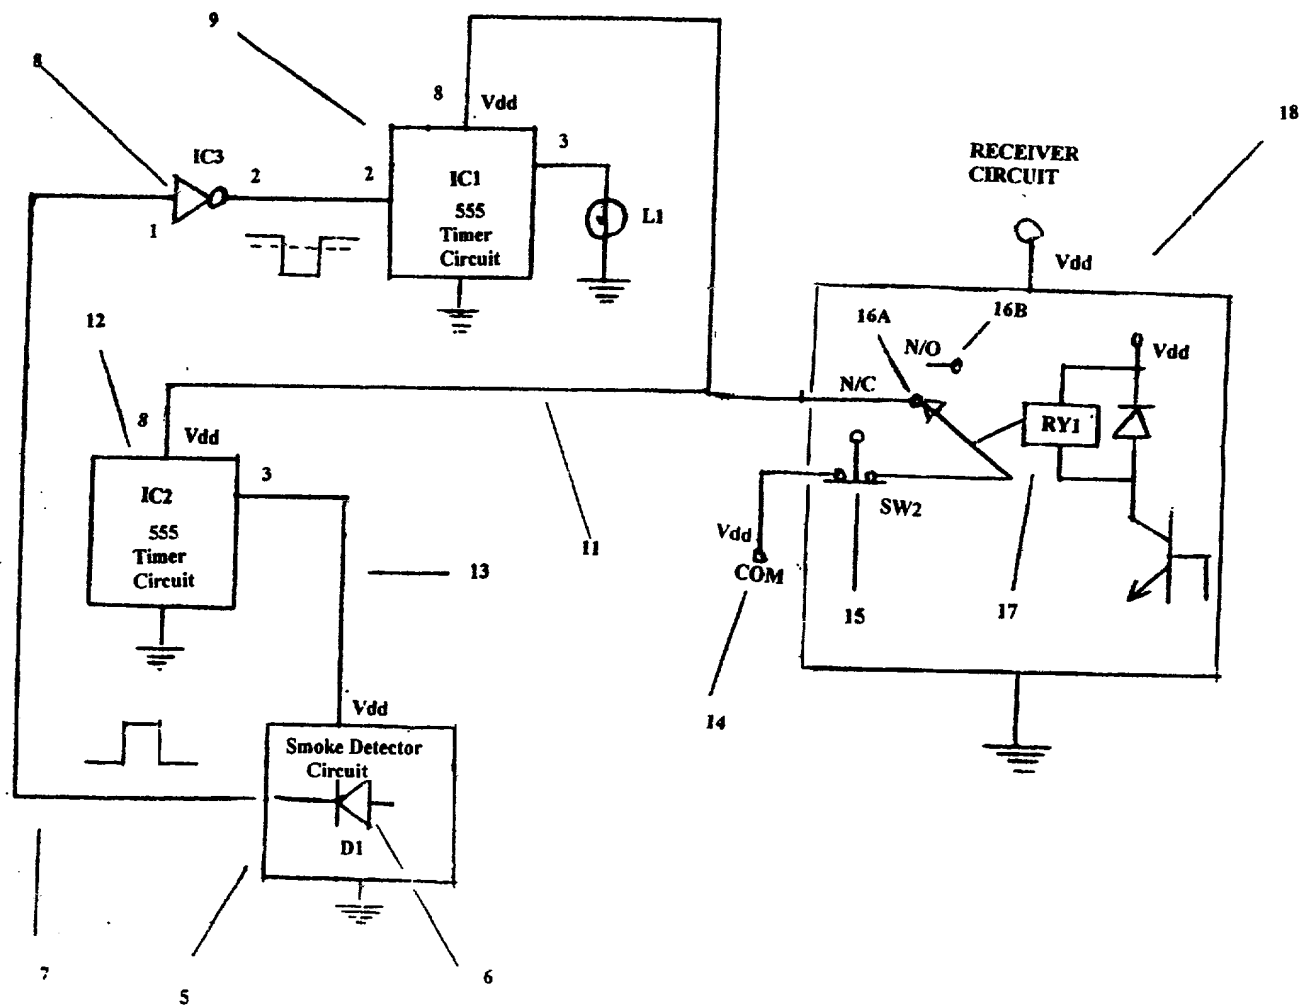 9
8
8
Vdd
18
IC3
3
RECEIVER
CIRCUIT
2
2
IC1
555
Timer
Circuit
L1
1
Vdd
12
16A
16B
N/O
Vdd
N/C
8
Vdd
RY1
3
IC2
555
Timer
Circuit
SW2
Vdd
COM
11
13
15
17
14
Vdd
Smoke Detector
Circuit
D1
7
5
6